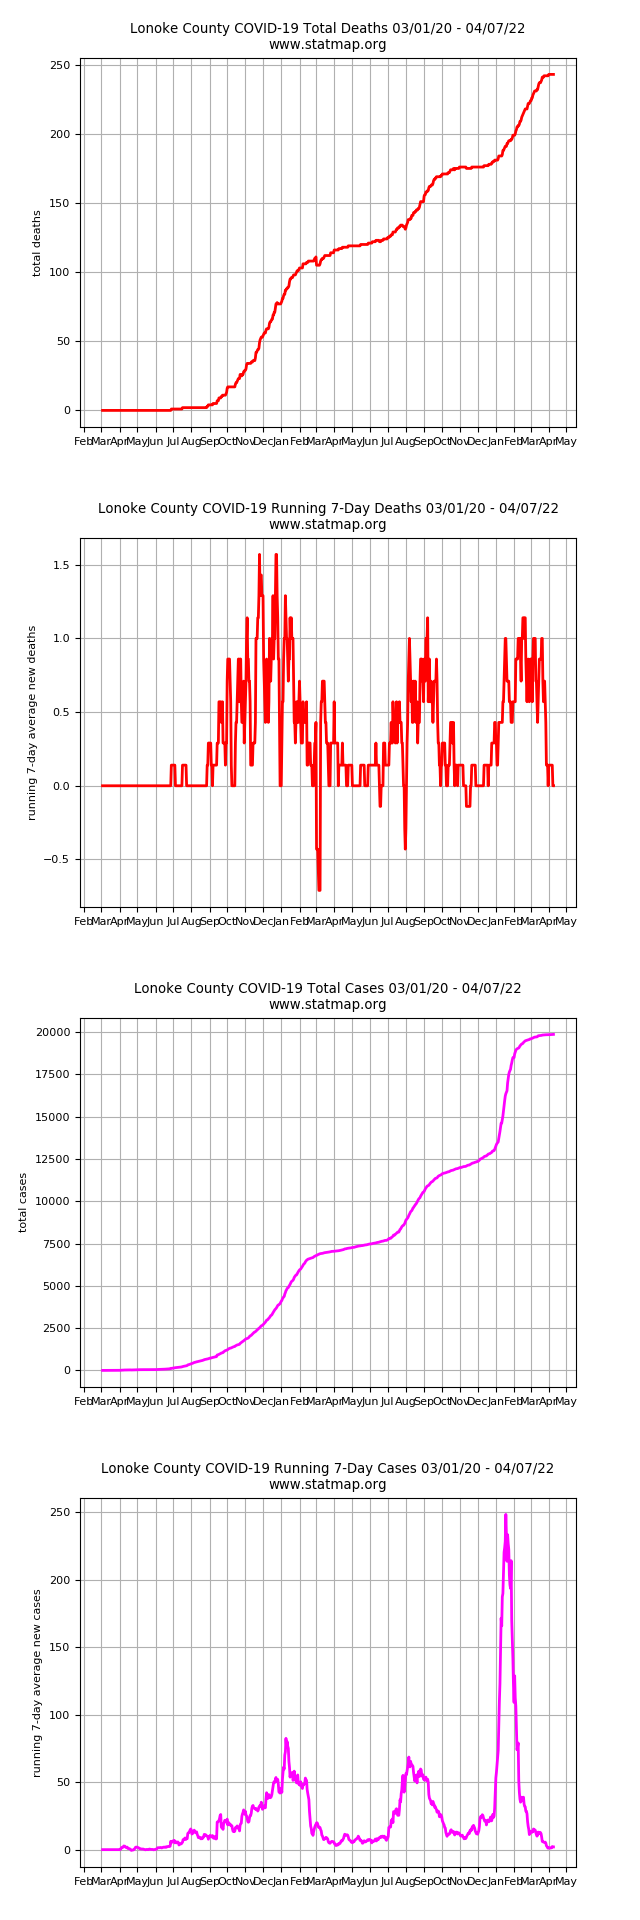 Lonoke County COVID-19 Total Deaths 03/01/20 - 04/07/22
www.statmap.org
250
200
150
100
50
0
total deaths
Feb Mar Apr May Jun Jul Aug Sep Oct Nov Dec Jan Feb Mar Apr May Jun Jul Aug Sep Oct Nov Dec Jan Feb Mar Apr May
Lonoke County COVID-19 Running 7-Day Deaths 03/01/20 - 04/07/22
www.statmap.org
1.5
1.0
0.5
0.0
−0.5
running 7-day average new deaths
Feb Mar Apr May Jun Jul Aug Sep Oct Nov Dec Jan Feb Mar Apr May Jun Jul Aug Sep Oct Nov Dec Jan Feb Mar Apr May
Lonoke County COVID-19 Total Cases 03/01/20 - 04/07/22
www.statmap.org
20000
17500
15000
12500
10000
7500
5000
2500
0
total cases
Feb Mar Apr May Jun Jul Aug Sep Oct Nov Dec Jan Feb Mar Apr May Jun Jul Aug Sep Oct Nov Dec Jan Feb Mar Apr May
Lonoke County COVID-19 Running 7-Day Cases 03/01/20 - 04/07/22
www.statmap.org
250
200
150
100
50
0
running 7-day average new cases
Feb Mar Apr May Jun Jul Aug Sep Oct Nov Dec Jan Feb Mar Apr May Jun Jul Aug Sep Oct Nov Dec Jan Feb Mar Apr May